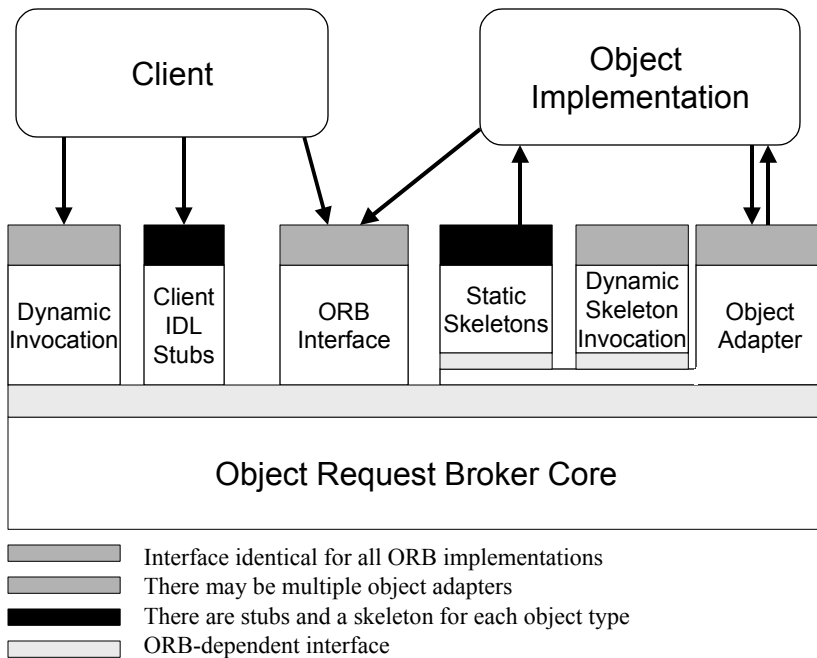 Client
Object
Implementation
Dynamic
Invocation
Client
IDL
Stubs
ORB
Interface
Static
Skeletons
Dynamic
Skeleton
Invocation
Object
Adapter
Object Request Broker Core
Interface identical for all ORB implementations
There may be multiple object adapters
There are stubs and a skeleton for each object type
ORB-dependent interface